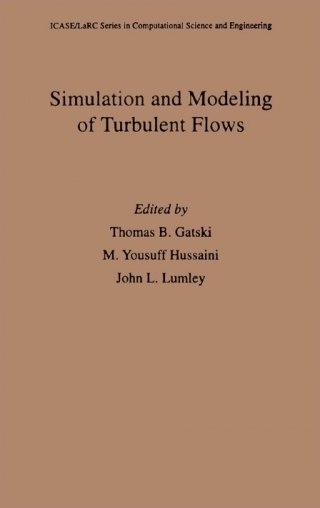 ICASE/LaRC Series in Computational Science and Engineering
Simulation and Modeling
of Turbulent Flows
Edited by
Thomas B. Gatski
M. Yousuff Hussaini
John L. Lumley